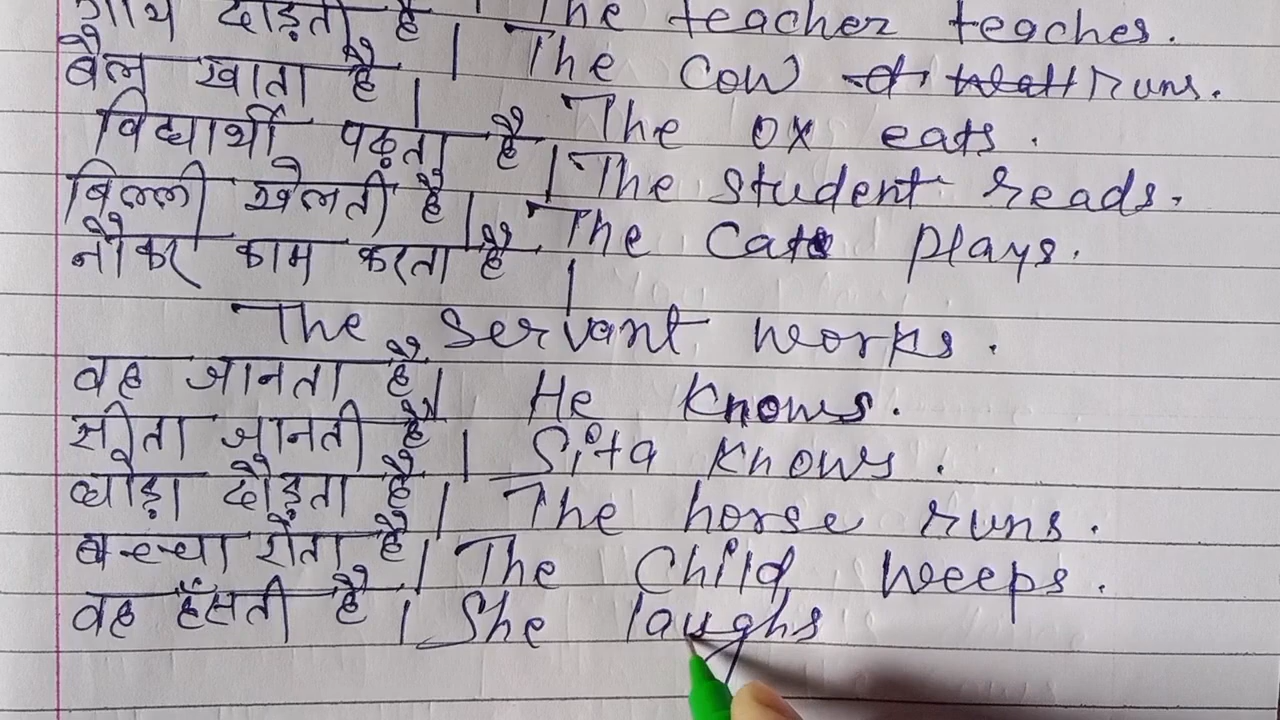 गाय दौड़ती है । The teacher teaches.
बैल खाता है । The cow runs.
विद्यार्थी पढ़ता है । The ox eats.
बिल्ली खेलती है । The student reads.
नौकर काम करता है । The Cat plays.
The servant works.
वह जानता है । He knows.
सीता जानती है । Sita knows.
घोड़ा दौड़ता है । The horse runs.
बच्चा रोता है । The Child weeps.
वह हँसती है । She laughs